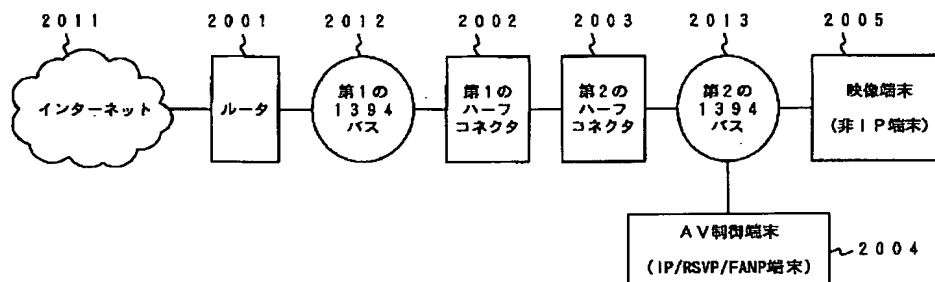 2011
2012
2002
2003
2013
2005
2001
インターネット
ルータ
第1の
1394
バス
第1の
ハーフ
コネクタ
第2の
ハーフ
コネクタ
第2の
1394
バス
映像端末
(非IP端末)
AV制御端末
(IP/RSVP/FANP端末)
2004